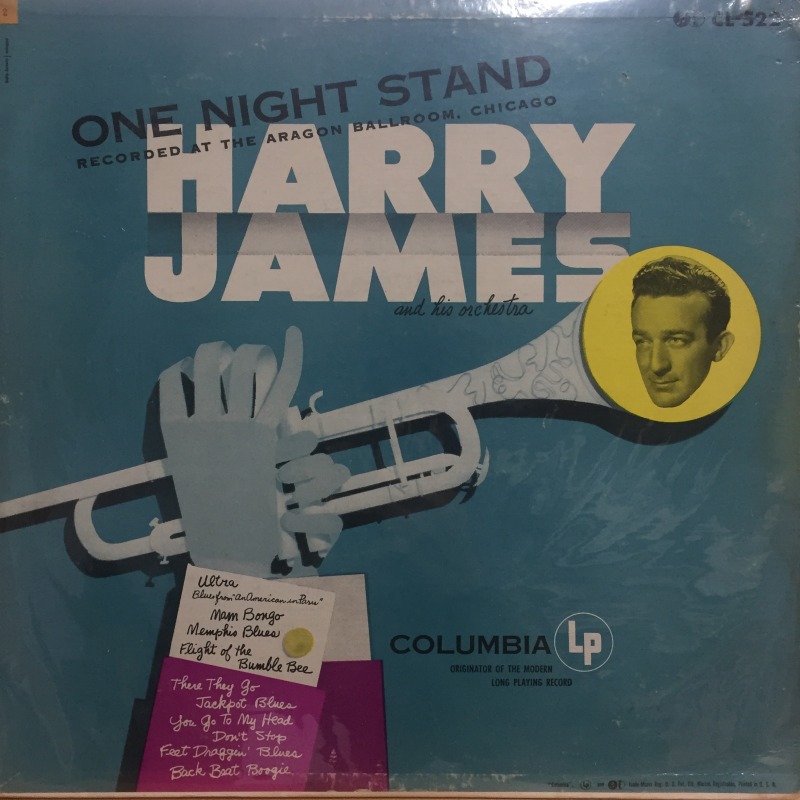 CL-522
ONE NIGHT STAND
RECORDED AT THE ARAGON BALLROOM, CHICAGO
HARRY
JAMES
and his orchestra
Ultra
Blues from "An American in Paris"
Mam Bongo
Memphis Blues
Flight of the
Bumble Bee
There They Go
Jackpot Blues
You Go To My Head
Don't Stop
Feet Draggin' Blues
Back Beat Boogie
COLUMBIA Lp
ORIGINATOR OF THE MODERN
LONG PLAYING RECORD